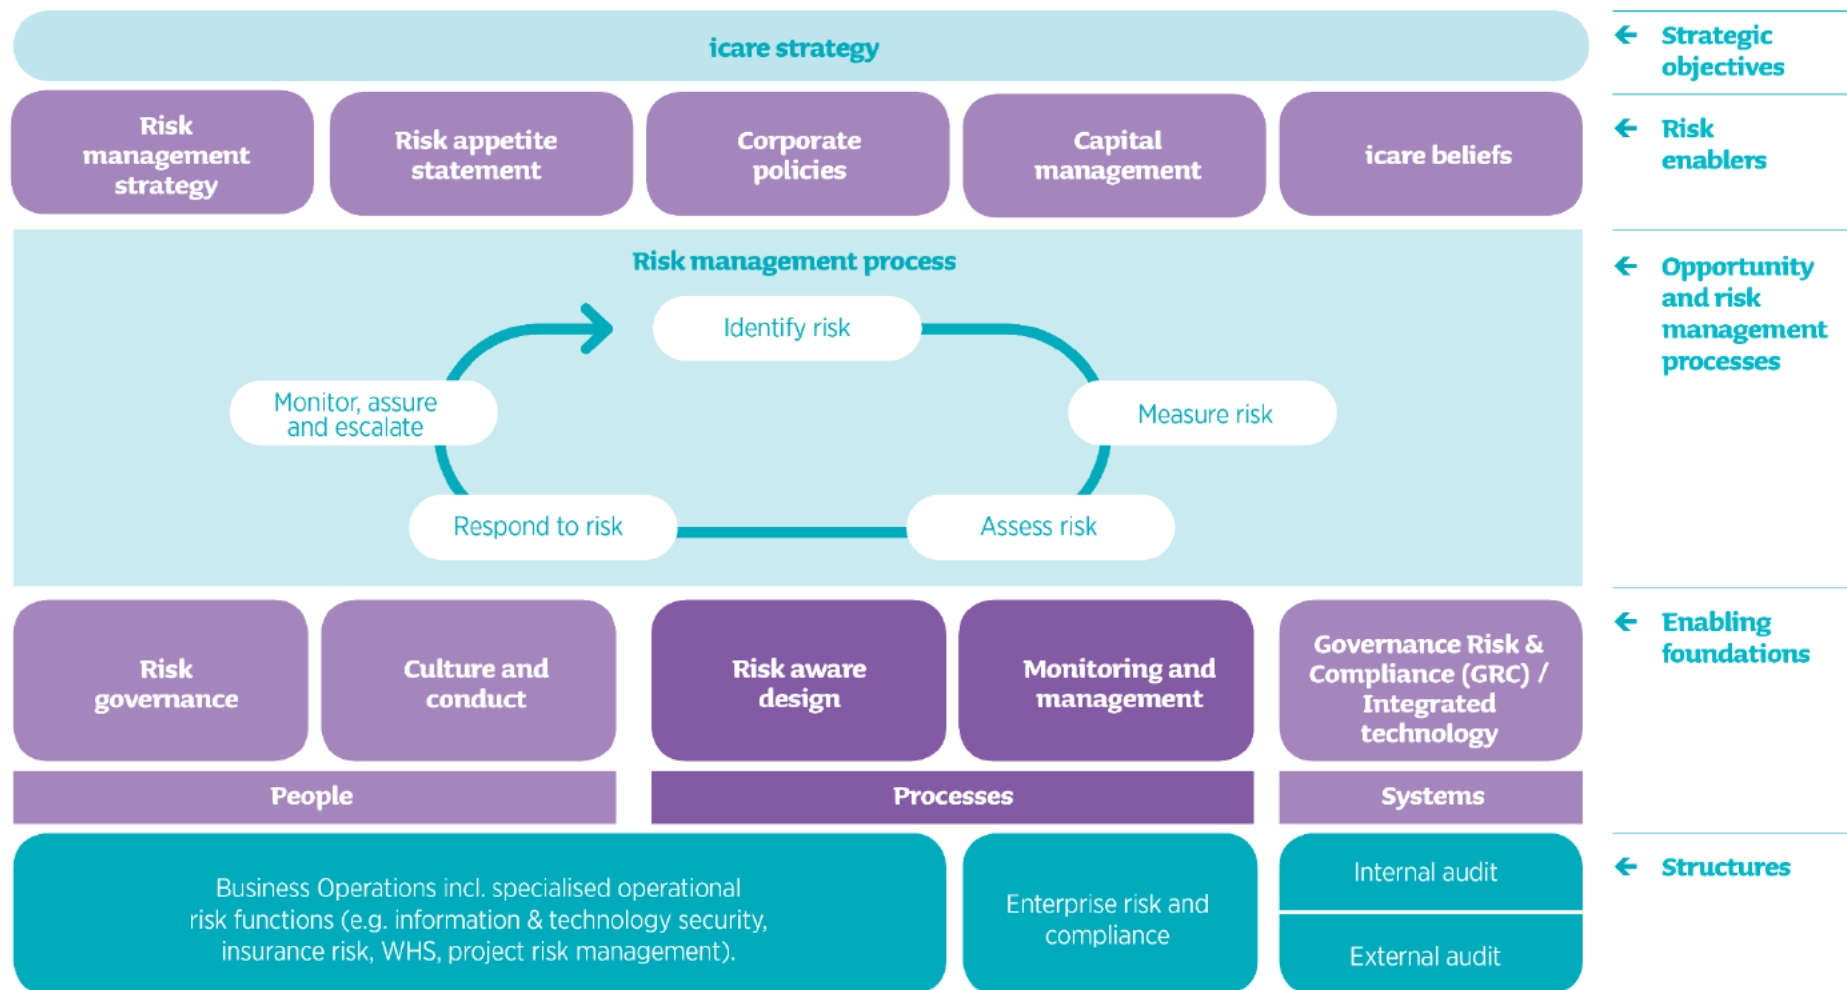 icare strategy
← Strategic
objectives
Risk
management
strategy
Risk appetite
statement
Corporate
policies
Capital
management
icare beliefs
← Risk
enablers
Risk management process
Identify risk
Measure risk
Assess risk
Respond to risk
Monitor, assure
and escalate
← Opportunity
and risk
management
processes
Risk
governance
Culture and
conduct
Risk aware
design
Monitoring and
management
Governance Risk &
Compliance (GRC) /
Integrated
technology
← Enabling
foundations
People
Processes
Systems
Business Operations incl. specialised operational
risk functions (e.g. information & technology security,
insurance risk, WHS, project risk management).
Enterprise risk and
compliance
Internal audit
External audit
← Structures